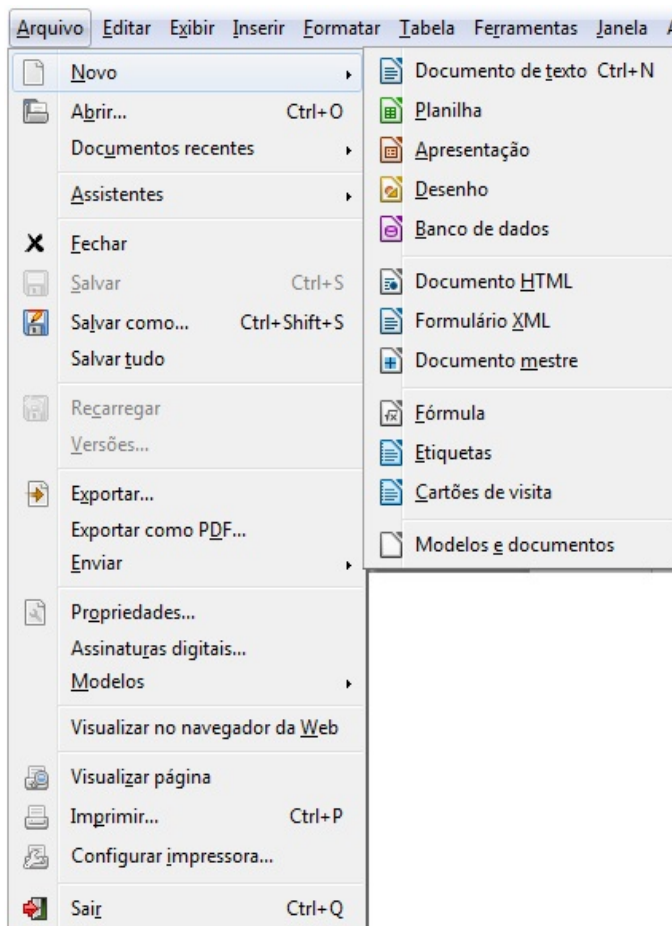 Arquivo Editar Exibir Inserir Formatar Tabela Ferramentas Janela
Novo
Abrir... Ctrl+O
Documentos recentes
Assistentes
Fechar
Salvar Ctrl+S
Salvar como... Ctrl+Shift+S
Salvar tudo
Recarregar
Versões...
Exportar...
Exportar como PDF...
Enviar
Propriedades...
Assinaturas digitais...
Modelos
Visualizar no navegador da Web
Visualizar página
Imprimir... Ctrl+P
Configurar impressora...
Sair Ctrl+Q
Documento de texto Ctrl+N
Planilha
Apresentação
Desenho
Banco de dados
Documento HTML
Formulário XML
Documento mestre
Fórmula
Etiquetas
Cartões de visita
Modelos e documentos